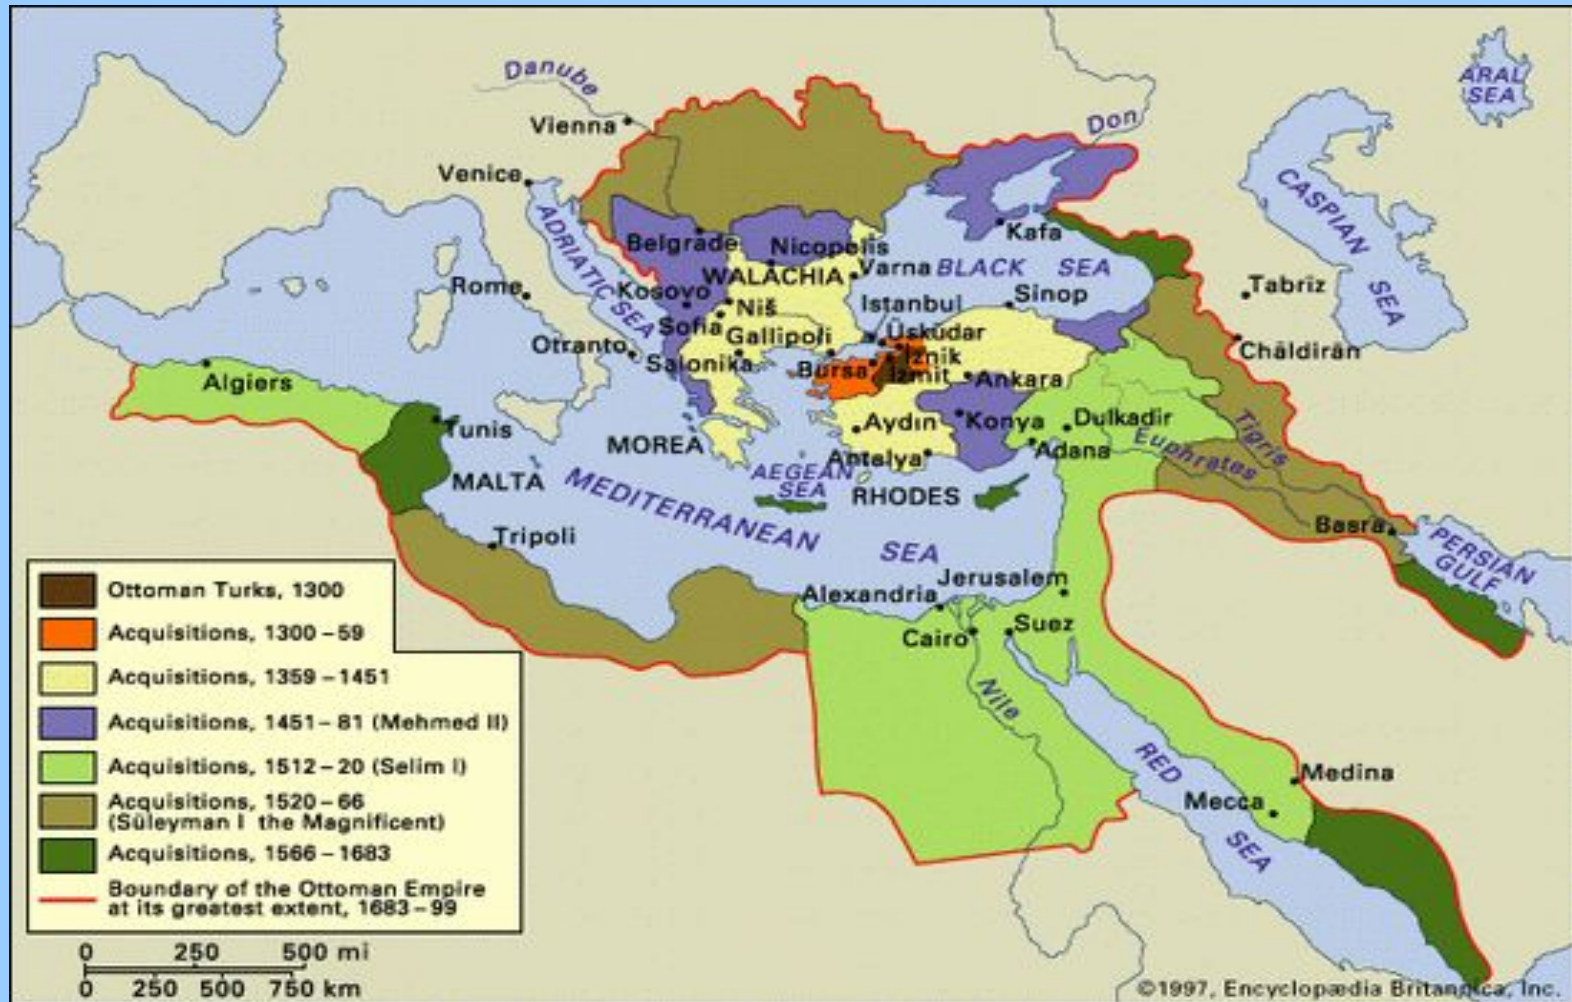 Danube
Vienna
Venice
ADRIATIC SEA
Rome
Otranto
Algiers
Tunis
MALTA
Tripoli
Belgrade
Nicopolis
WALACHIA
Varna
Kosovo
Niš
Sofia
Gallipoli
Salonika
MOREA
Istanbul
Üsküdar
Bursa
İznik
İzmit
Ankara
Aydın
Konya
Antalya
AEGEAN
SEA
RHODES
MEDITERRANEAN
SEA
BLACK SEA
Kafa
Sinop
Don
ARAL
SEA
CASPIAN
SEA
Tabriz
Chāldirān
Dulkadir
Adana
Euphrates
Tigris
Basra
PERSIAN
GULF
Alexandria
Jerusalem
Cairo
Suez
Nile
RED
SEA
Medina
Mecca
Ottoman Turks, 1300
Acquisitions, 1300–59
Acquisitions, 1359–1451
Acquisitions, 1451–81 (Mehmed II)
Acquisitions, 1512–20 (Selim I)
Acquisitions, 1520–66
(Süleyman I the Magnificent)
Acquisitions, 1566–1683
Boundary of the Ottoman Empire
at its greatest extent, 1683–99
0 250 500 mi
0 250 500 750 km
©1997, Encyclopædia Britannica, Inc.